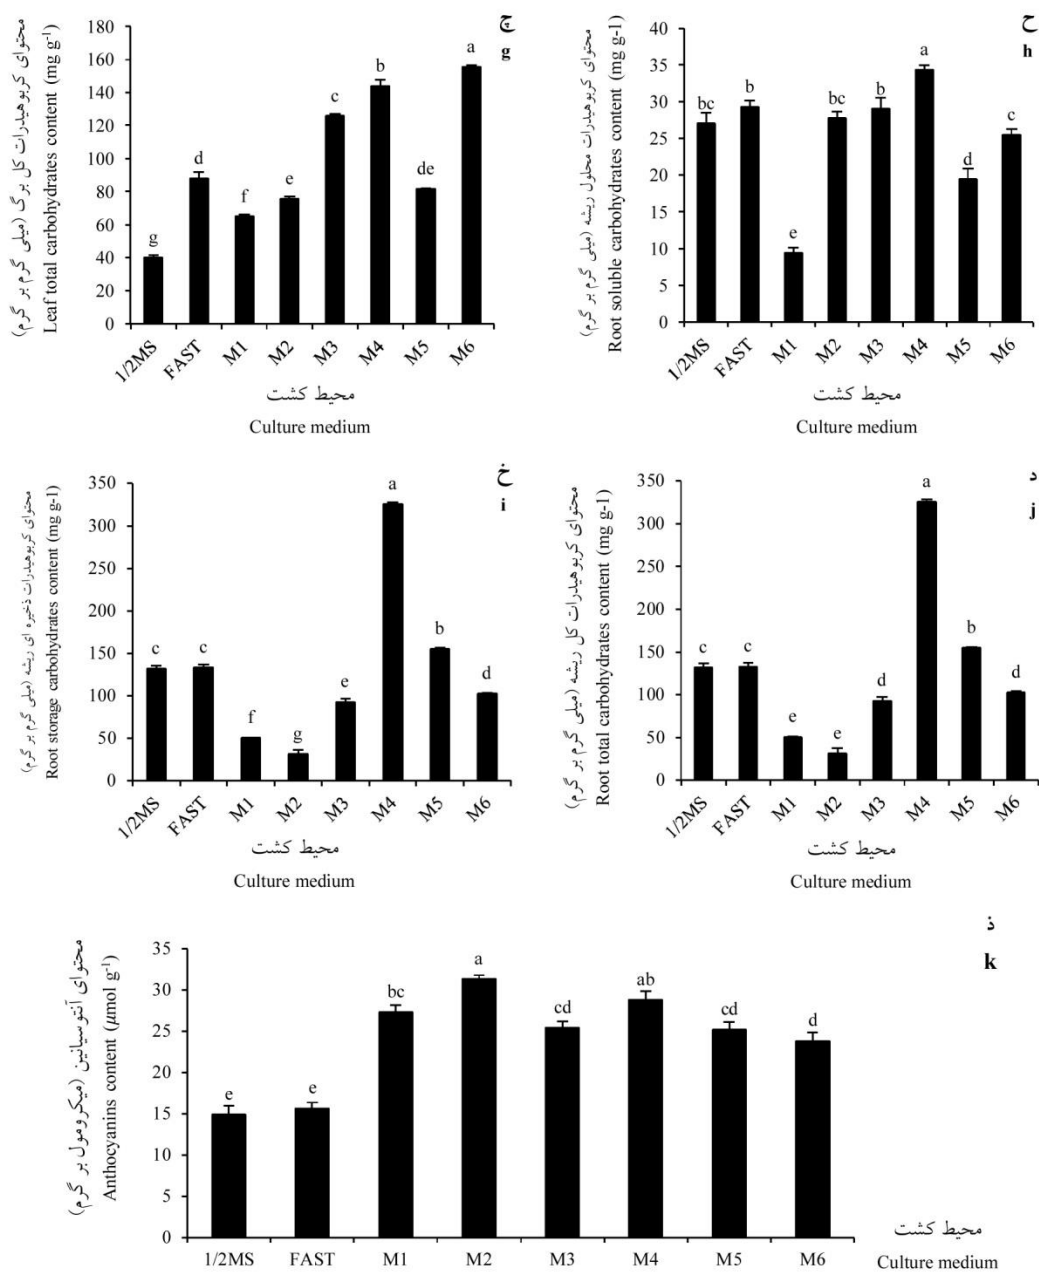 چ
g
محتوای کربوهیدرات کل برگ (میلی گرم بر گرم)
Leaf total carbohydrates content (mg g-1)
180
160
140
120
100
80
60
40
20
0
g
d
f
e
c
b
de
a
1/2MS
FAST
M1
M2
M3
M4
M5
M6
محیط کشت
Culture medium
ح
h
محتوای کربوهیدرات محلول ریشه (میلی گرم بر گرم)
Root soluble carbohydrates content (mg g-1)
40
35
30
25
20
15
10
5
0
bc
b
e
bc
b
a
d
c
1/2MS
FAST
M1
M2
M3
M4
M5
M6
محیط کشت
Culture medium
خ
i
محتوای کربوهیدرات ذخیره ای ریشه (میلی گرم بر گرم)
Root storage carbohydrates content (mg g-1)
350
300
250
200
150
100
50
0
c
c
f
g
e
a
b
d
1/2MS
FAST
M1
M2
M3
M4
M5
M6
محیط کشت
Culture medium
د
j
محتوای کربوهیدرات کل ریشه (میلی گرم بر گرم)
Root total carbohydrates content (mg g-1)
350
300
250
200
150
100
50
0
c
c
e
e
d
a
b
d
1/2MS
FAST
M1
M2
M3
M4
M5
M6
محیط کشت
Culture medium
ذ
k
محتوای آنتوسیانین (میکرومول بر گرم)
Anthocyanins content (µmol g-1)
35
30
25
20
15
10
5
0
e
e
bc
a
cd
ab
cd
d
1/2MS
FAST
M1
M2
M3
M4
M5
M6
محیط کشت
Culture medium